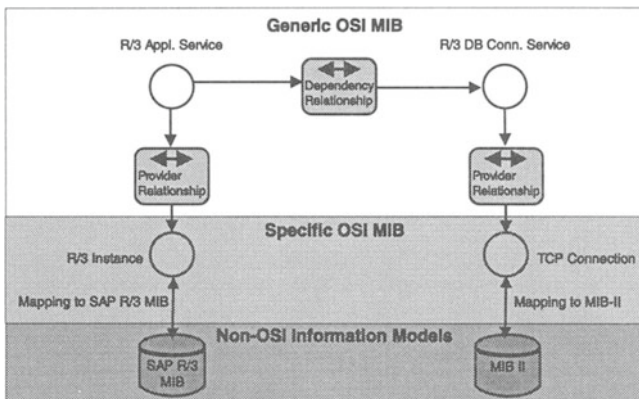 Generic OSI MIB
R/3 Appl. Service
R/3 DB Conn. Service
Dependency
Relationship
Provider
Relationship
Provider
Relationship
Specific OSI MIB
R/3 Instance
TCP Connection
Mapping to SAP R/3 MIB
Mapping to MIB-II
Non-OSI Information Models
SAP R/3
MIB
MIB II